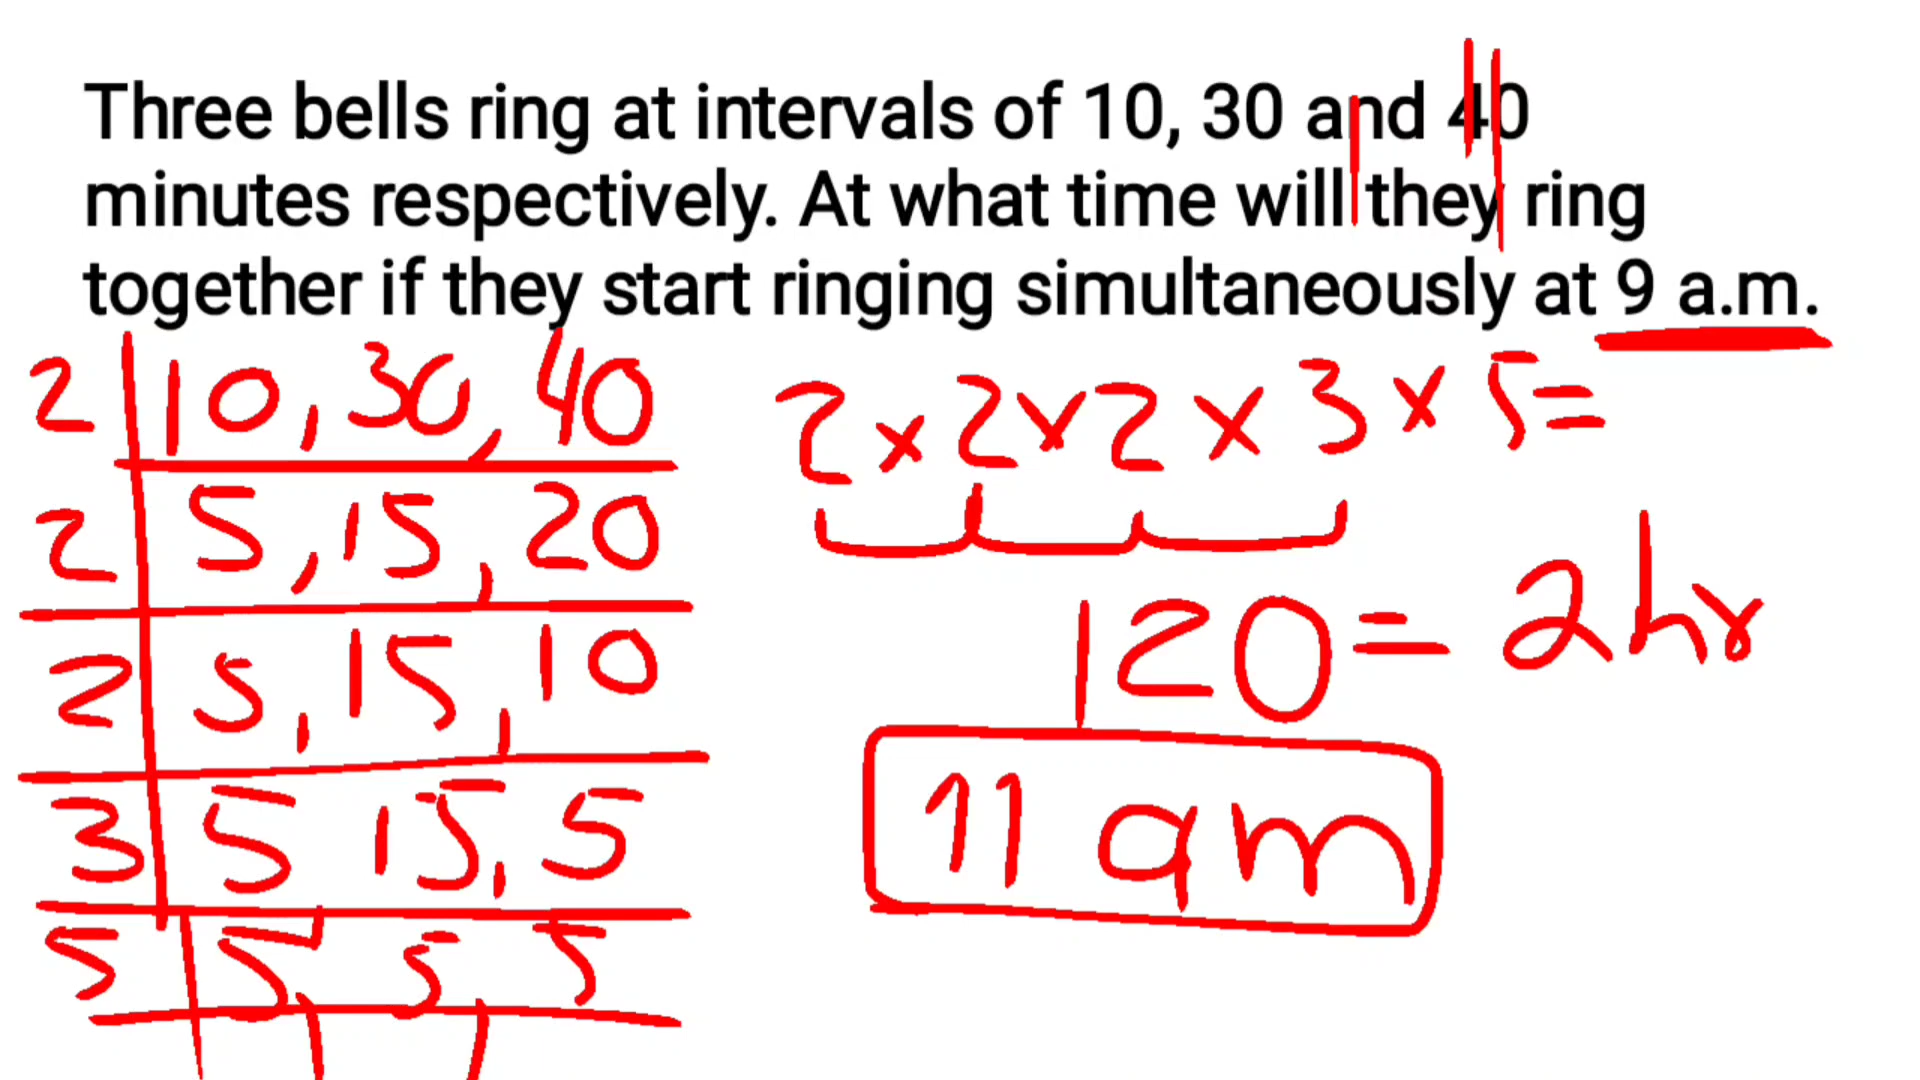 Three bells ring at intervals of 10, 30 and 40
minutes respectively. At what time will they ring
together if they start ringing simultaneously at 9 a.m.
2 10, 30, 40
2 5, 15, 20
2 5, 15, 10
3 5 15, 5
5 5, 5, 5
2 x 2 x 2 x 3 x 5 =
120 = 2 hr
11 am